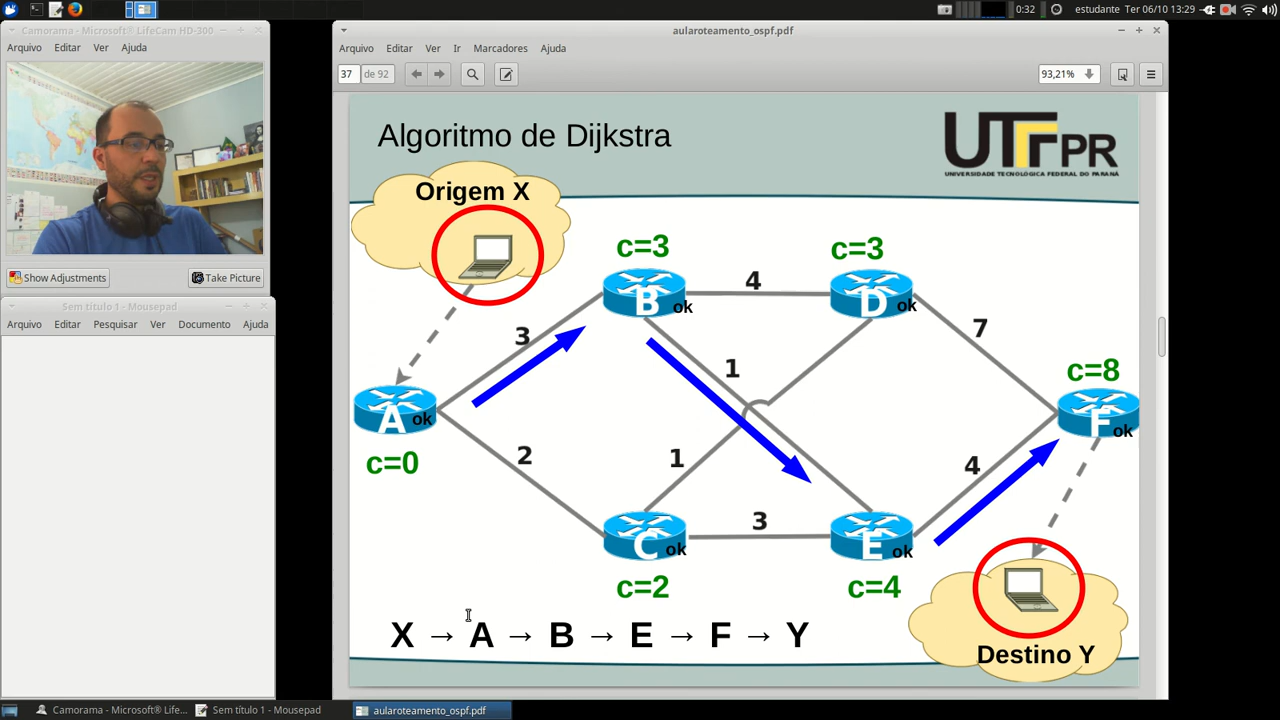 0:32 estudante Ter 06/10 13:29
Camorama - Microsoft® LifeCam HD-300
Arquivo Editar Ver Ajuda
Show Adjustments Take Picture
Sem título 1 - Mousepad
Arquivo Editar Pesquisar Ver Documento Ajuda
aularoteamento_ospf.pdf
Arquivo Editar Ver Ir Marcadores Ajuda
37 de 92 93,21%
Algoritmo de Dijkstra
UTFPR
UNIVERSIDADE TECNOLÓGICA FEDERAL DO PARANÁ
Origem X
c=3 c=3
B ok 4 D ok
3 7
1
c=8
A ok F ok
c=0
2 1 4
3
C ok E ok
c=2 c=4
X → A → B → E → F → Y
Destino Y
Camorama - Microsoft® Life... Sem título 1 - Mousepad aularoteamento_ospf.pdf